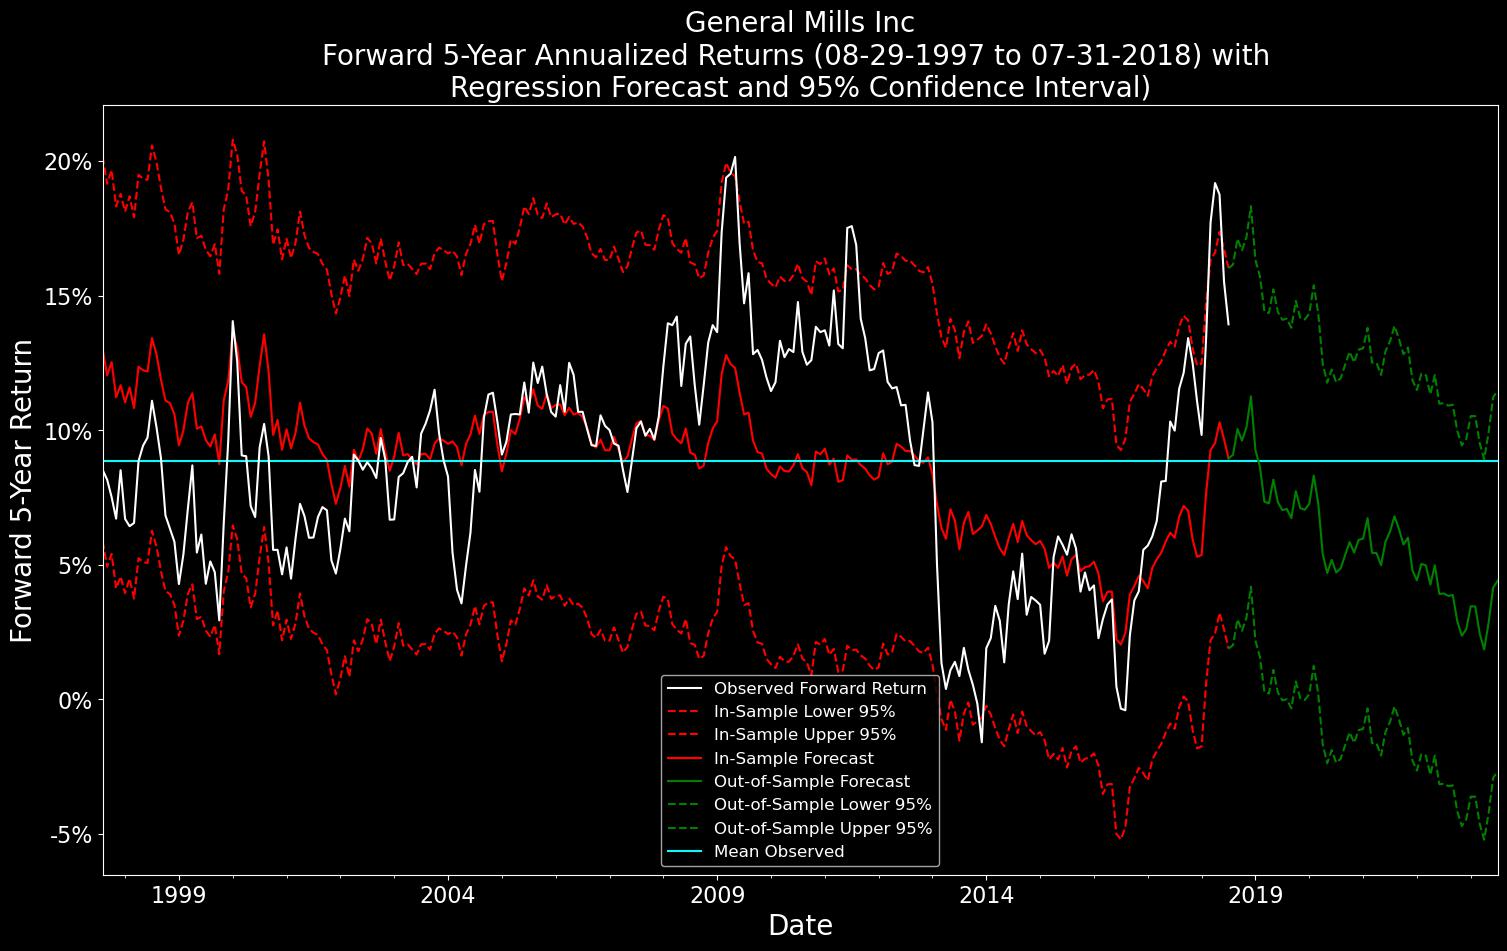 General Mills Inc
Forward 5-Year Annualized Returns (08-29-1997 to 07-31-2018) with
Regression Forecast and 95% Confidence Interval)
Forward 5-Year Return
20%
15%
10%
5%
0%
-5%
Observed Forward Return
In-Sample Lower 95%
In-Sample Upper 95%
In-Sample Forecast
Out-of-Sample Forecast
Out-of-Sample Lower 95%
Out-of-Sample Upper 95%
Mean Observed
1999 2004 2009 2014 2019
Date